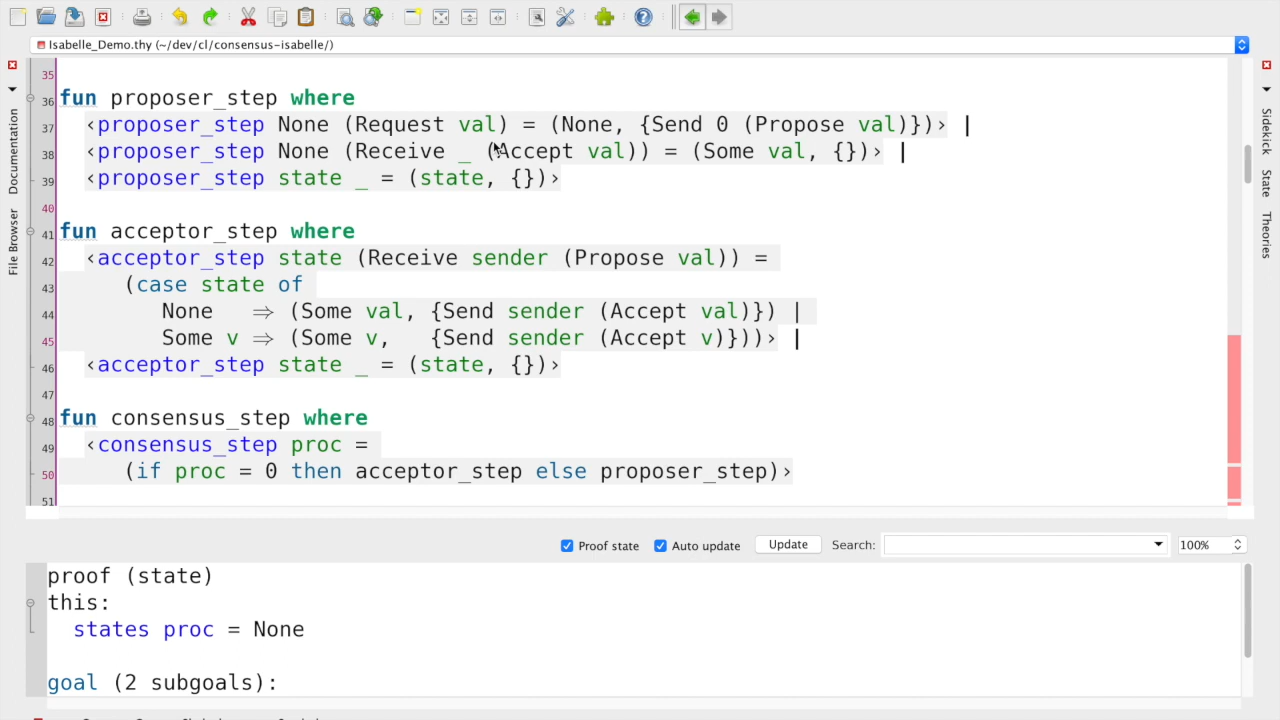 Isabelle_Demo.thy (~/dev/cl/consensus-isabelle/)
35
36 fun proposer_step where
37 ‹proposer_step None (Request val) = (None, {Send 0 (Propose val)})› |
38 ‹proposer_step None (Receive _ (Accept val)) = (Some val, {})› |
39 ‹proposer_step state _ = (state, {})›
40
41 fun acceptor_step where
42 ‹acceptor_step state (Receive sender (Propose val)) =
43 (case state of
44 None ⇒ (Some val, {Send sender (Accept val)}) |
45 Some v ⇒ (Some v, {Send sender (Accept v)}))› |
46 ‹acceptor_step state _ = (state, {})›
47
48 fun consensus_step where
49 ‹consensus_step proc =
50 (if proc = 0 then acceptor_step else proposer_step)›
51
Documentation
File Browser
Sidekick
State
Theories
Proof state
Auto update
Update
Search:
100%
proof (state)
this:
states proc = None
goal (2 subgoals):